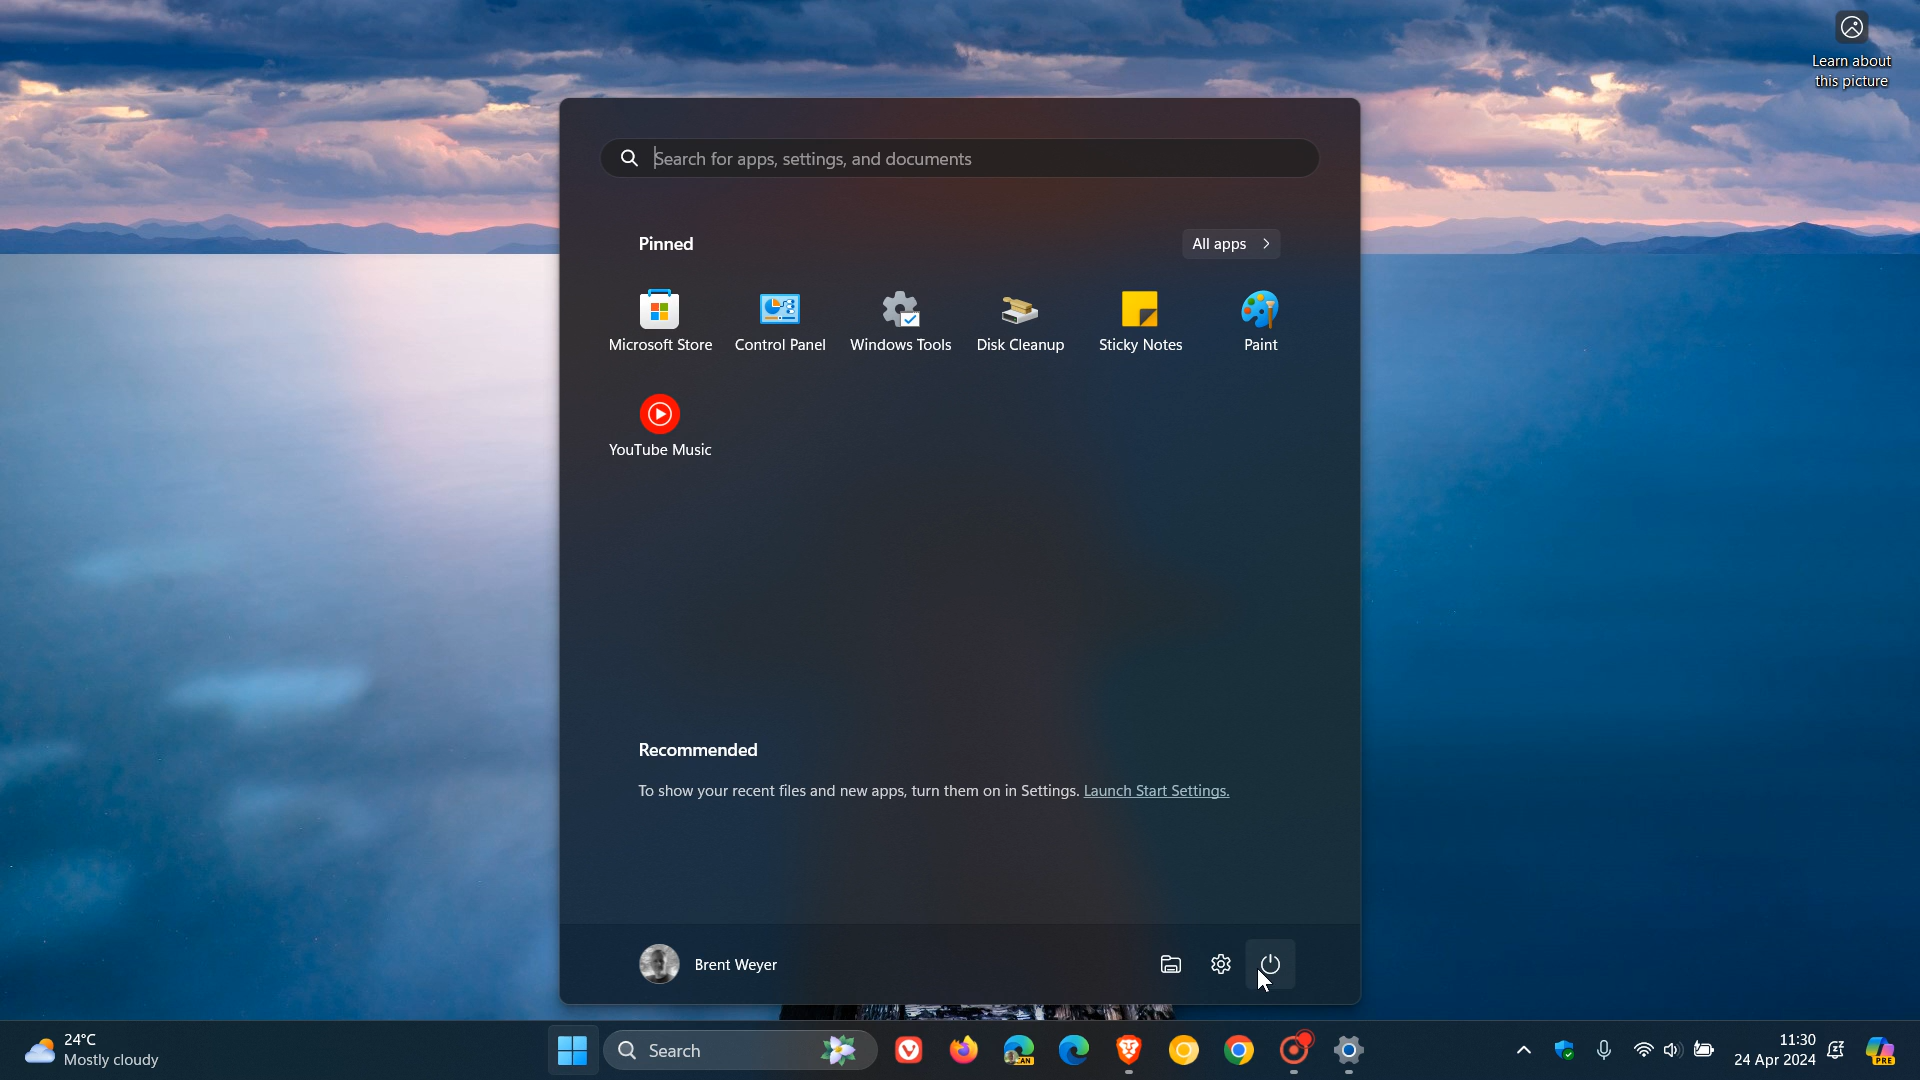 Learn about
this picture
Search for apps, settings, and documents
Pinned
All apps
Microsoft Store
Control Panel
Windows Tools
Disk Cleanup
Sticky Notes
Paint
YouTube Music
Recommended
To show your recent files and new apps, turn them on in Settings. Launch Start Settings.
Brent Weyer
24°C
Mostly cloudy
Search
CAN
11:30
24 Apr 2024
PRE